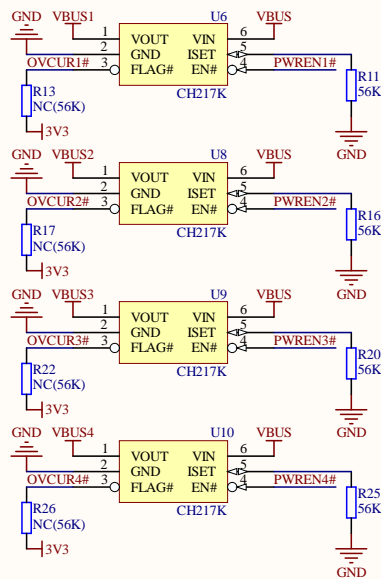 VBUS1 U6 VBUS
GND 1 VOUT VIN 6
2 GND ISET 5
OVCUR1# 3 FLAG# EN# 4 PWREN1#
R13 NC(56K) CH217K R11 56K
3V3 GND
VBUS2 U8 VBUS
GND 1 VOUT VIN 6
2 GND ISET 5
OVCUR2# 3 FLAG# EN# 4 PWREN2#
R17 NC(56K) CH217K R16 56K
3V3 GND
VBUS3 U9 VBUS
GND 1 VOUT VIN 6
2 GND ISET 5
OVCUR3# 3 FLAG# EN# 4 PWREN3#
R22 NC(56K) CH217K R20 56K
3V3 GND
VBUS4 U10 VBUS
GND 1 VOUT VIN 6
2 GND ISET 5
OVCUR4# 3 FLAG# EN# 4 PWREN4#
R26 NC(56K) CH217K R25 56K
3V3 GND